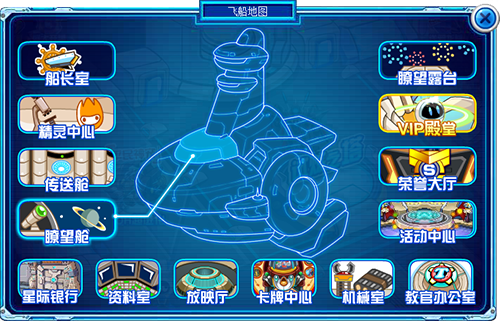 飞船地图
船长室
瞭望露台
精灵中心
VIP殿堂
传送舱
S
荣誉大厅
瞭望舱
活动中心
星际银行
资料室
放映厅
卡牌中心
机械室
教官办公室